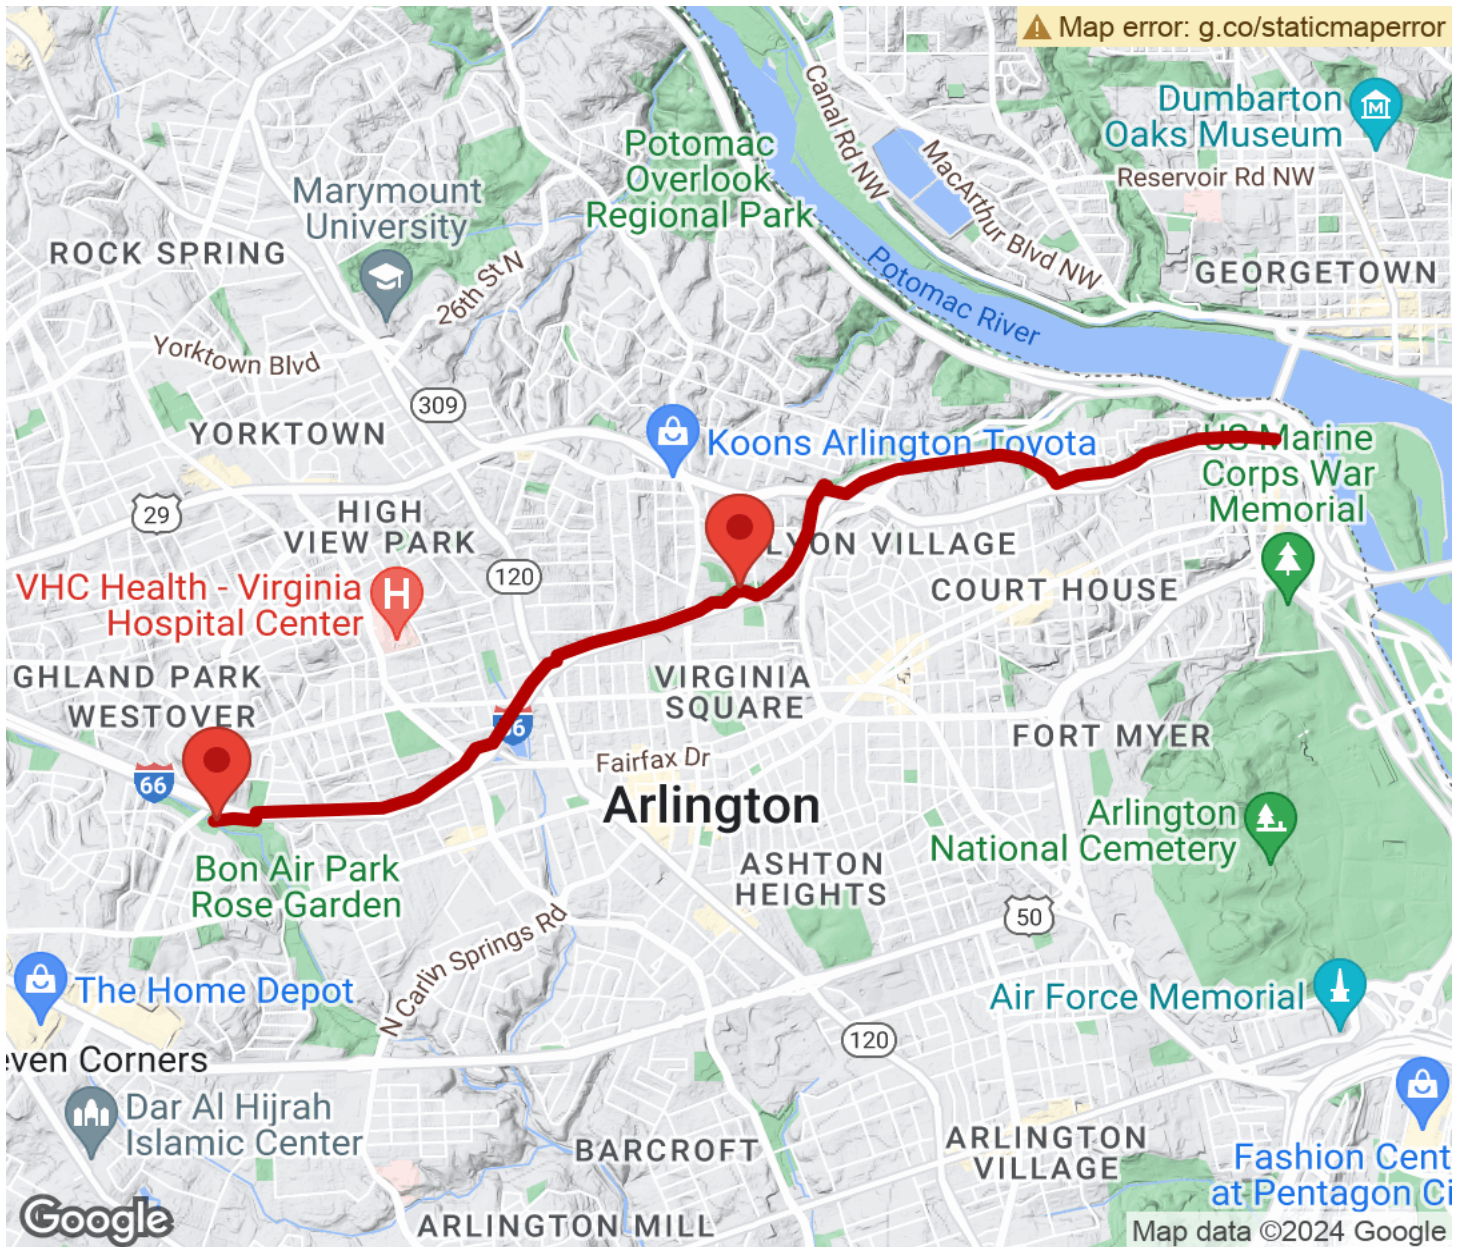 Map error: g.co/staticmaperror
Dumbarton
Oaks Museum
Reservoir Rd NW
Canal Rd NW
MacArthur Blvd NW
Potomac
Overlook
Regional Park
Marymount
University
ROCK SPRING
26th St N
Potomac River
GEORGETOWN
Yorktown Blvd
309
YORKTOWN
Koons Arlington Toyota
US Marine
Corps War
Memorial
29
HIGH
VIEW PARK
LYON VILLAGE
120
COURT HOUSE
VHC Health - Virginia
Hospital Center
H
GHLAND PARK
WESTOVER
VIRGINIA
SQUARE
66
FORT MYER
Fairfax Dr
66
Arlington
Arlington
National Cemetery
Bon Air Park
Rose Garden
ASHTON
HEIGHTS
50
N Carlin Springs Rd
The Home Depot
Air Force Memorial
120
ven Corners
Dar Al Hijrah
Islamic Center
BARCROFT
ARLINGTON
VILLAGE
Fashion Cent
at Pentagon Ci
Google
ARLINGTON MILL
Map data ©2024 Google